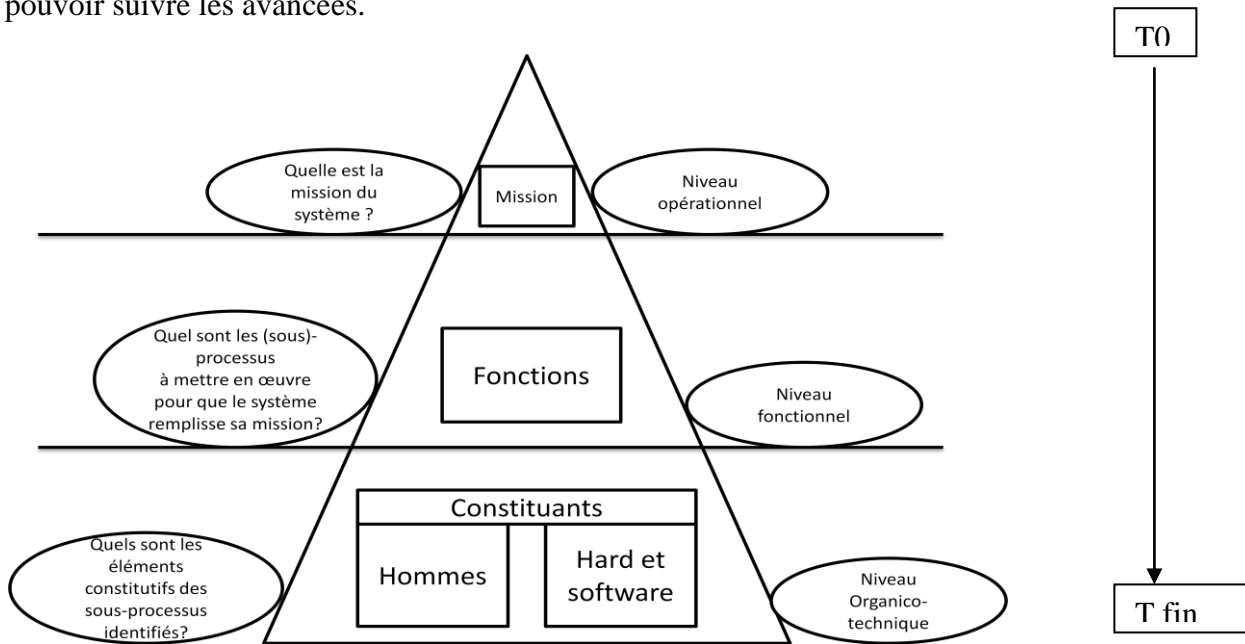 pouvoir suivre les avancées.
T0
Quelle est la
mission du
système ?
Mission
Niveau
opérationnel
Quel sont les (sous)-
processus
à mettre en œuvre
pour que le système
remplisse sa mission?
Fonctions
Niveau
fonctionnel
Constituants
Quels sont les
éléments
constitutifs des
sous-processus
identifiés?
Hommes
Hard et
software
Niveau
Organico-
technique
T fin